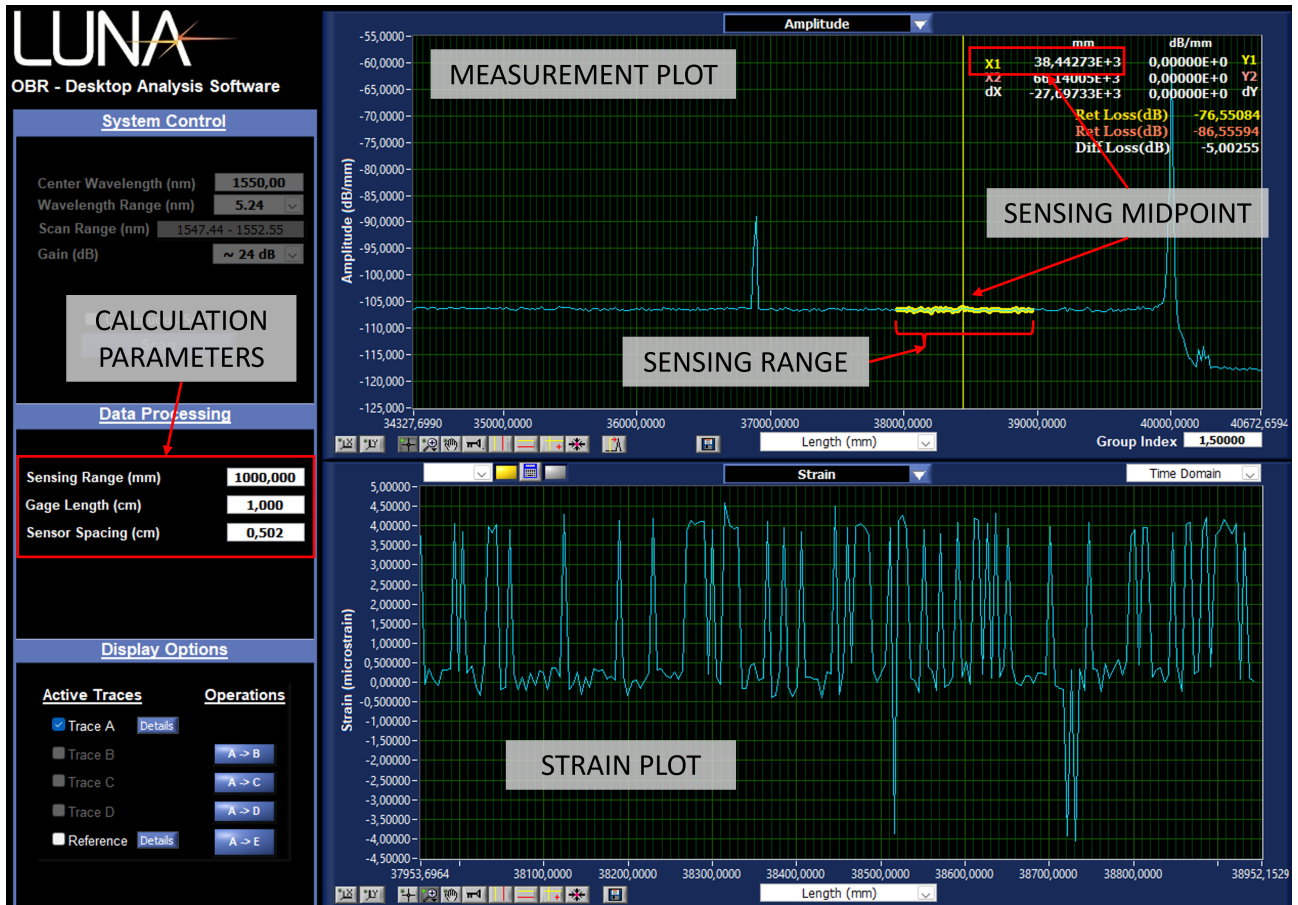 LUNA
OBR - Desktop Analysis Software
System Control
Center Wavelength (nm) 1550,00
Wavelength Range (nm) 5.24
Scan Range (nm) 1547.44 - 1552.55
Gain (dB) ~ 24 dB
CALCULATION
PARAMETERS
Data Processing
Sensing Range (mm) 1000,000
Gage Length (cm) 1,000
Sensor Spacing (cm) 0,502
Display Options
Active Traces Operations
Trace A Details
Trace B A -> B
Trace C A -> C
Trace D A -> D
Reference Details A -> E
Amplitude
MEASUREMENT PLOT
mm dB/mm
X1 38,44273E+3 0,00000E+0 Y1
X2 66,14005E+3 0,00000E+0 Y2
dX -27,69733E+3 0,00000E+0 dY
Ret Loss(dB) -76,55084
Ret Loss(dB) -86,55594
Diff Loss(dB) -5,00255
SENSING MIDPOINT
SENSING RANGE
Amplitude (dB/mm)
-55,0000
-60,0000
-65,0000
-70,0000
-75,0000
-80,0000
-85,0000
-90,0000
-95,0000
-100,000
-105,000
-110,000
-115,000
-120,000
-125,000
34327,6990 35000,0000 36000,0000 37000,0000 38000,0000 39000,0000 40000,0000 40672,6594
Length (mm)
Group Index 1,50000
Strain
Time Domain
STRAIN PLOT
Strain (microstrain)
5,00000
4,50000
4,00000
3,50000
3,00000
2,50000
2,00000
1,50000
1,00000
0,500000
0,00000
-0,500000
-1,00000
-1,50000
-2,00000
-2,50000
-3,00000
-3,50000
-4,00000
-4,50000
37953,6964 38100,0000 38200,0000 38300,0000 38400,0000 38500,0000 38600,0000 38700,0000 38800,0000 38952,1529
Length (mm)